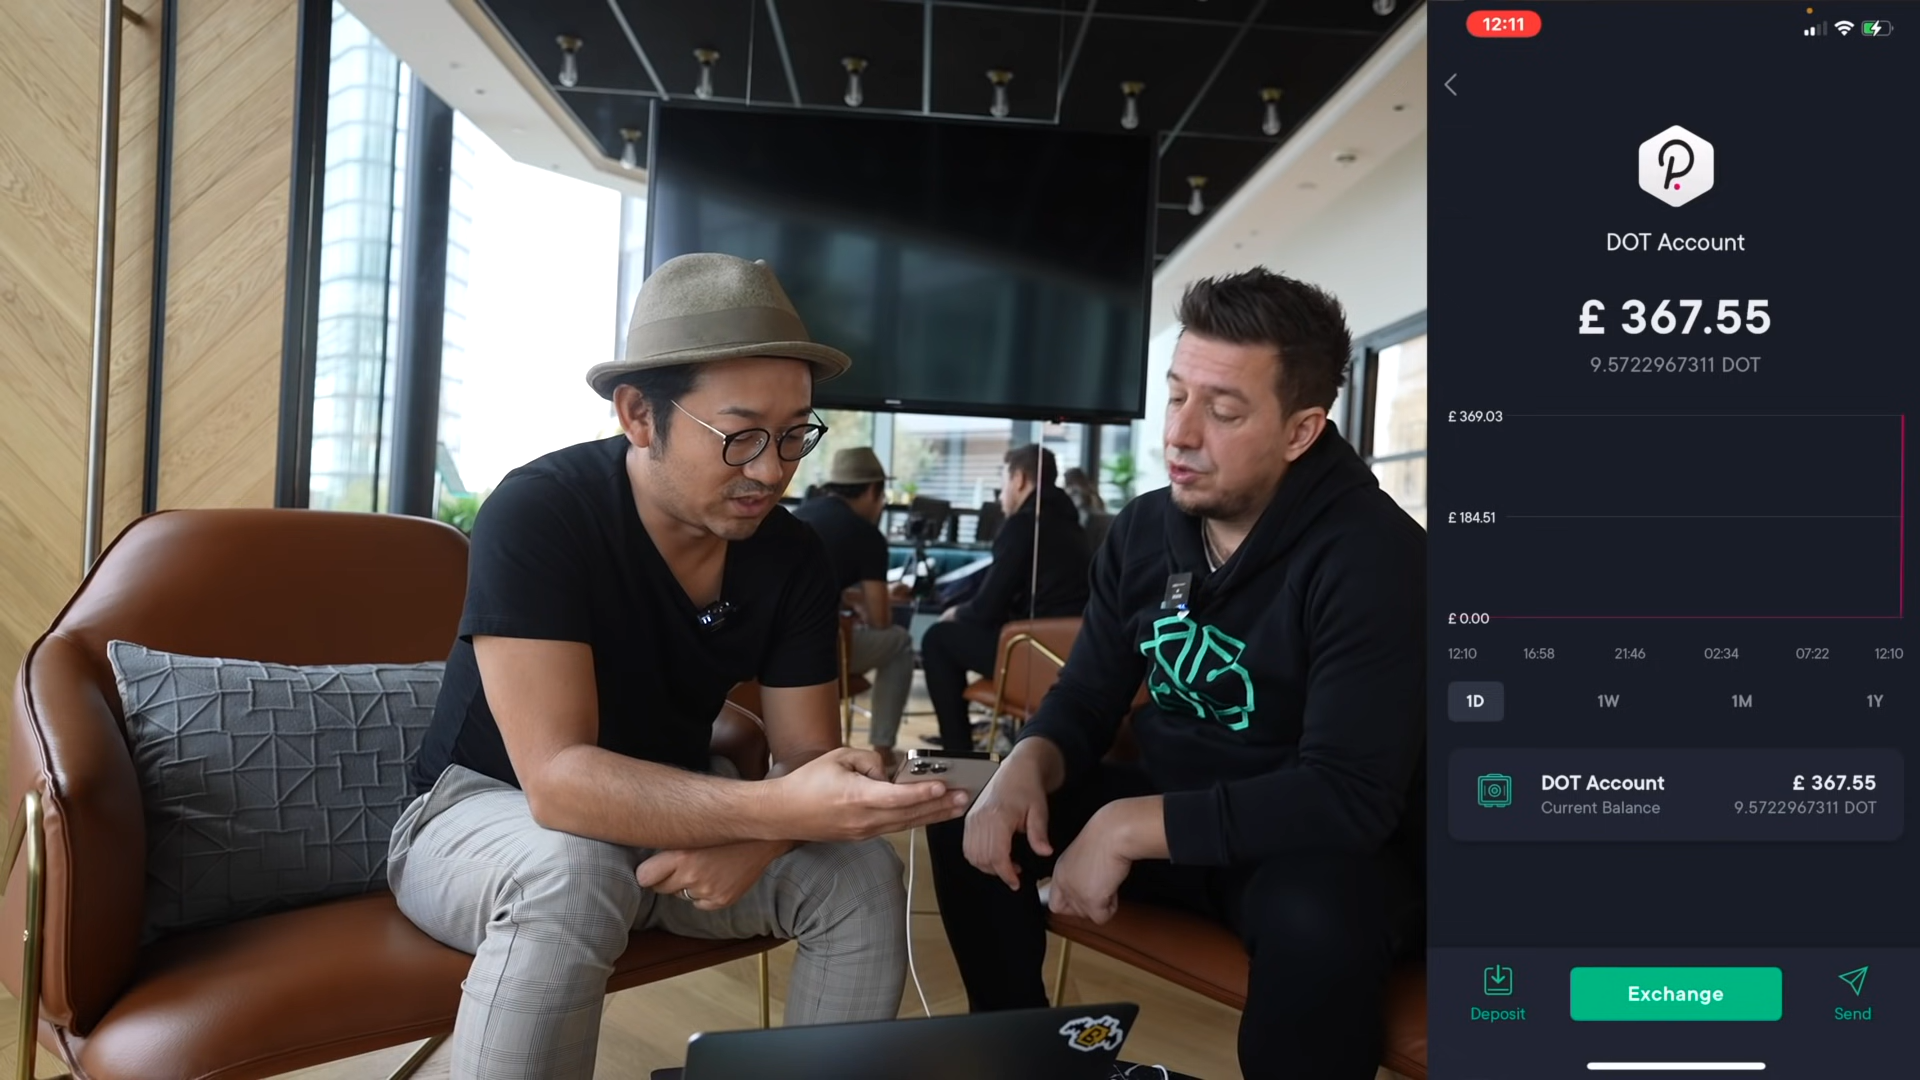 12:11
DOT Account
£ 367.55
9.5722967311 DOT
£ 369.03
£ 184.51
£ 0.00
12:10 16:58 21:46 02:34 07:22 12:10
1D 1W 1M 1Y
DOT Account £ 367.55
Current Balance 9.5722967311 DOT
Deposit Exchange Send